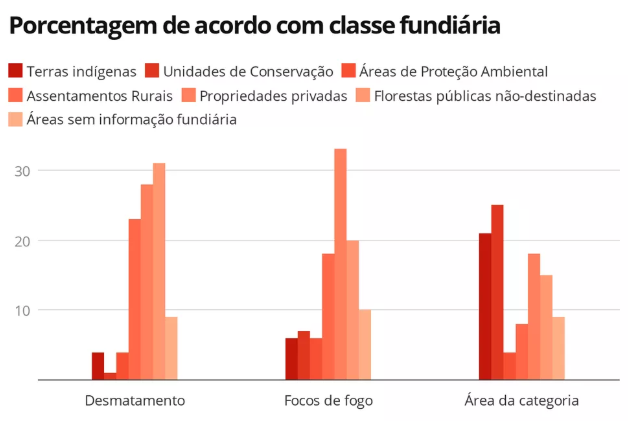 Porcentagem de acordo com classe fundiária
Terras indígenas Unidades de Conservação Áreas de Proteção Ambiental
Assentamentos Rurais Propriedades privadas Florestas públicas não-destinadas
Áreas sem informação fundiária
30
20
10
Desmatamento Focos de fogo Área da categoria